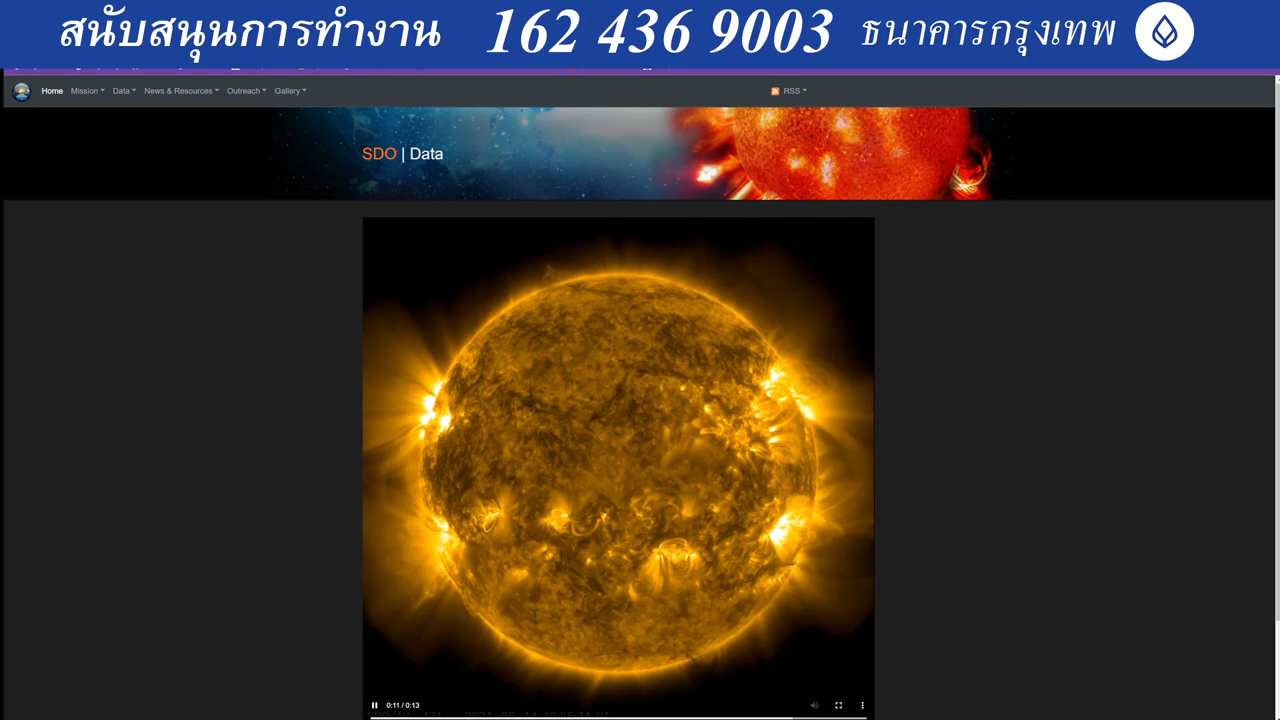 สนับสนุนการทำงาน 162 436 9003 ธนาคารกรุงเทพ
Home Mission Data News & Resources Outreach Gallery RSS
SDO | Data
0:11 / 0:13